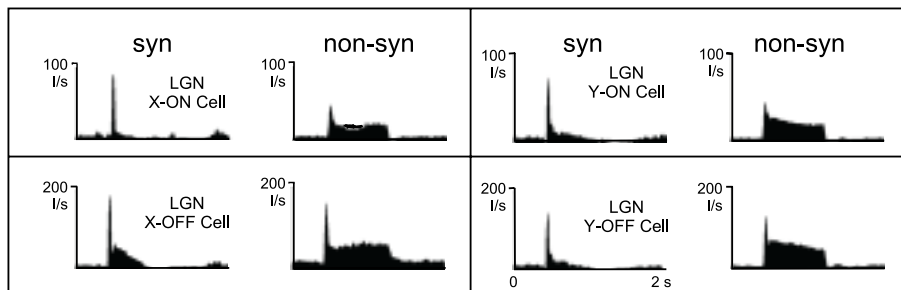 syn
non-syn
100
I/s
LGN
X-ON Cell
100
I/s
syn
non-syn
100
I/s
LGN
Y-ON Cell
100
I/s
200
I/s
LGN
X-OFF Cell
200
I/s
200
I/s
LGN
Y-OFF Cell
200
I/s
0
2 s